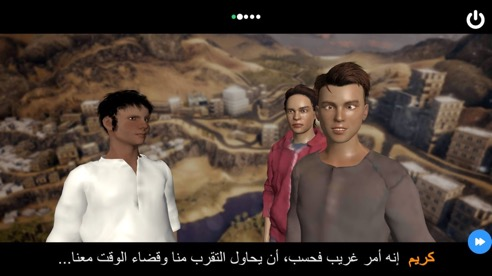 كريم إنه أمر غريب فحسب، أن يحاول التقرب منا وقضاء الوقت معنا...